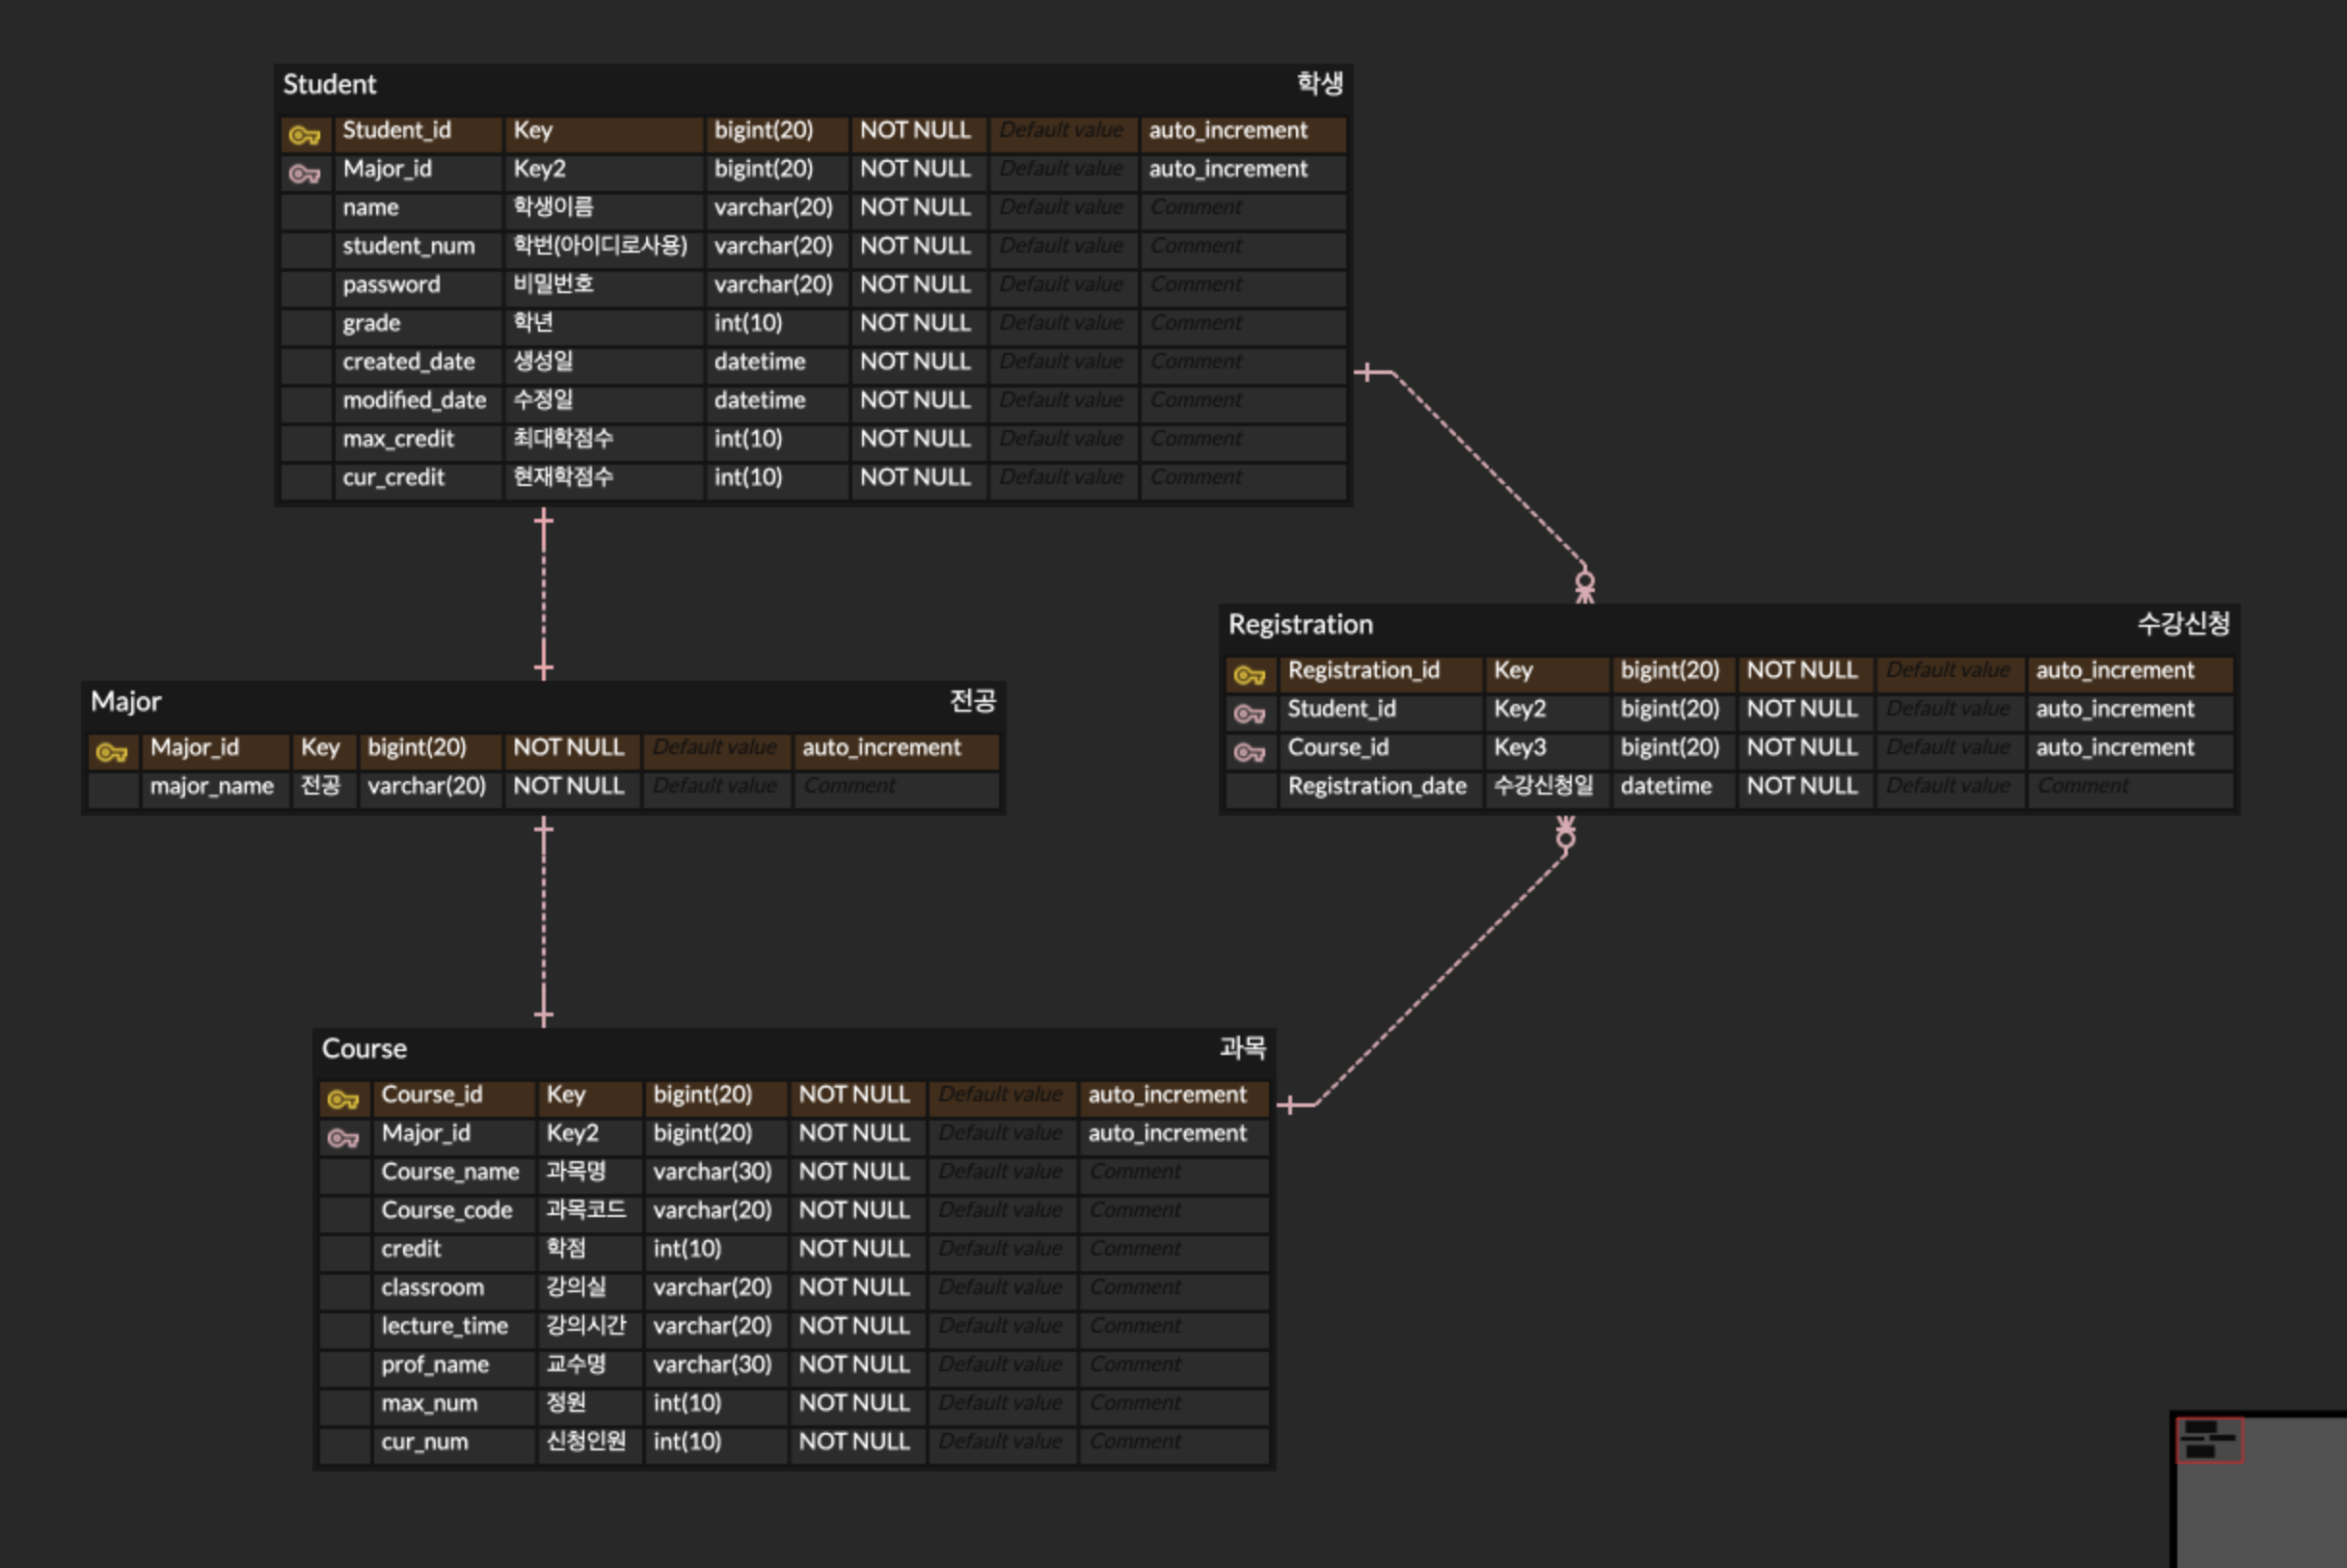 Student 학생
Student_id Key bigint(20) NOT NULL Default value auto_increment
Major_id Key2 bigint(20) NOT NULL Default value auto_increment
name 학생이름 varchar(20) NOT NULL Default value Comment
student_num 학번(아이디로사용) varchar(20) NOT NULL Default value Comment
password 비밀번호 varchar(20) NOT NULL Default value Comment
grade 학년 int(10) NOT NULL Default value Comment
created_date 생성일 datetime NOT NULL Default value Comment
modified_date 수정일 datetime NOT NULL Default value Comment
max_credit 최대학점수 int(10) NOT NULL Default value Comment
cur_credit 현재학점수 int(10) NOT NULL Default value Comment
Registration 수강신청
Registration_id Key bigint(20) NOT NULL Default value auto_increment
Student_id Key2 bigint(20) NOT NULL Default value auto_increment
Course_id Key3 bigint(20) NOT NULL Default value auto_increment
Registration_date 수강신청일 datetime NOT NULL Default value Comment
Major 전공
Major_id Key bigint(20) NOT NULL Default value auto_increment
major_name 전공 varchar(20) NOT NULL Default value Comment
Course 과목
Course_id Key bigint(20) NOT NULL Default value auto_increment
Major_id Key2 bigint(20) NOT NULL Default value auto_increment
Course_name 과목명 varchar(30) NOT NULL Default value Comment
Course_code 과목코드 varchar(20) NOT NULL Default value Comment
credit 학점 int(10) NOT NULL Default value Comment
classroom 강의실 varchar(20) NOT NULL Default value Comment
lecture_time 강의시간 varchar(20) NOT NULL Default value Comment
prof_name 교수명 varchar(30) NOT NULL Default value Comment
max_num 정원 int(10) NOT NULL Default value Comment
cur_num 신청인원 int(10) NOT NULL Default value Comment